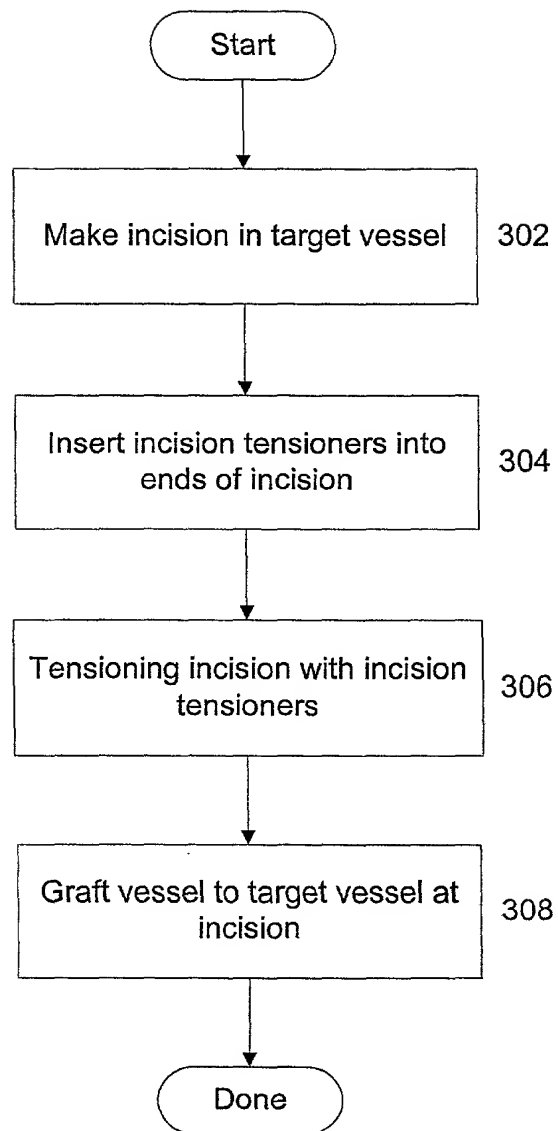 Start
Make incision in target vessel
302
Insert incision tensioners into
ends of incision
304
Tensioning incision with incision
tensioners
306
Graft vessel to target vessel at
incision
308
Done